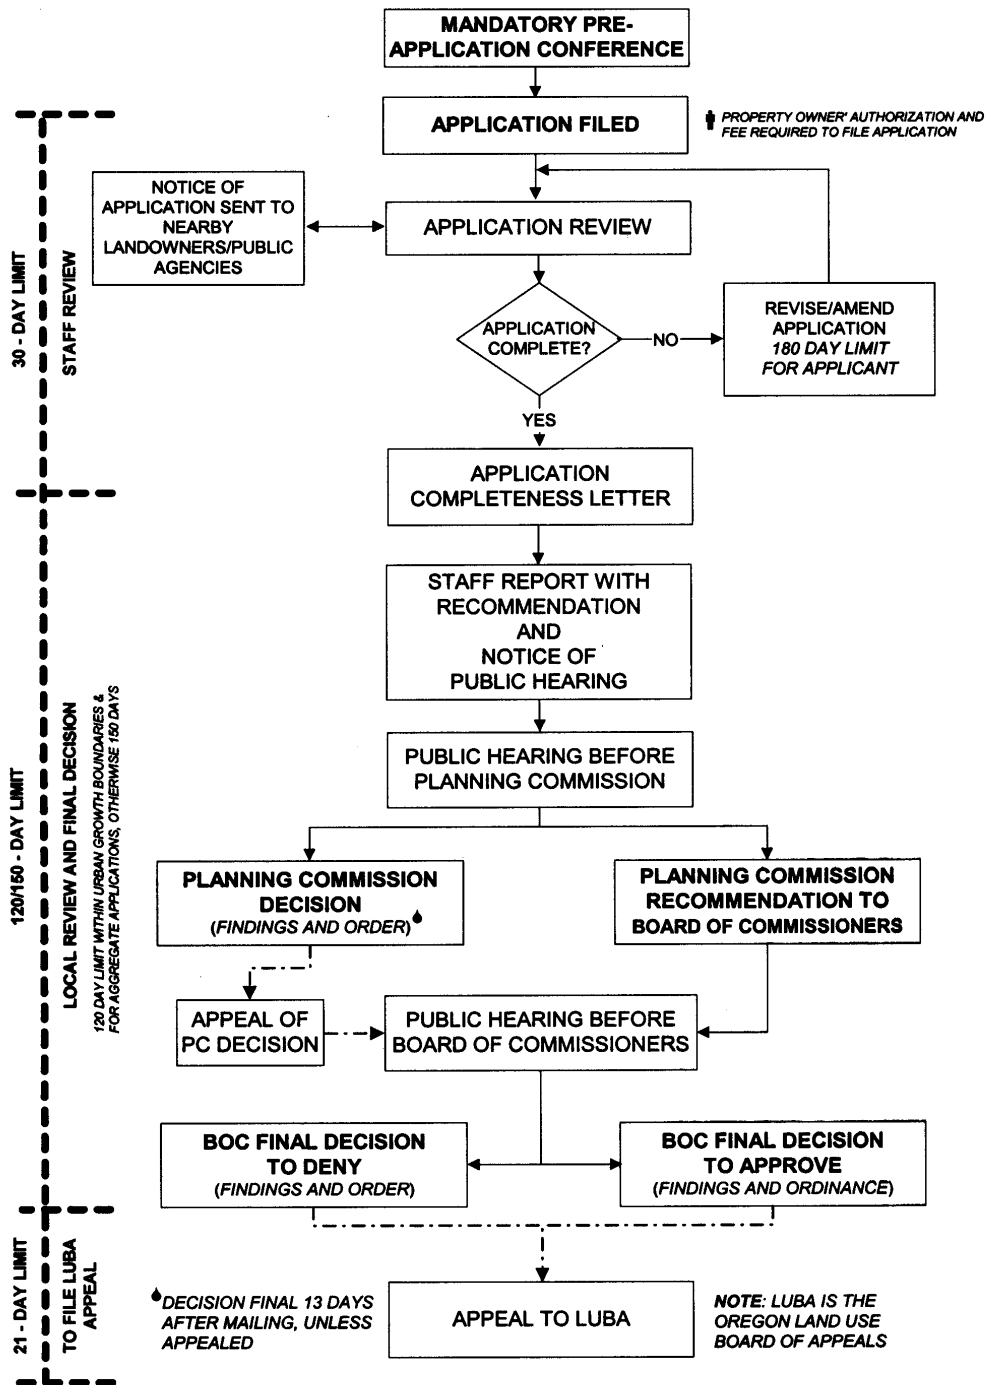 MANDATORY PRE-
APPLICATION CONFERENCE
APPLICATION FILED
PROPERTY OWNER' AUTHORIZATION AND
FEE REQUIRED TO FILE APPLICATION
NOTICE OF
APPLICATION SENT TO
NEARBY
LANDOWNERS/PUBLIC
AGENCIES
APPLICATION REVIEW
30 - DAY LIMIT
STAFF REVIEW
APPLICATION
COMPLETE?
NO
REVISE/AMEND
APPLICATION
180 DAY LIMIT
FOR APPLICANT
YES
APPLICATION
COMPLETENESS LETTER
STAFF REPORT WITH
RECOMMENDATION
AND
NOTICE OF
PUBLIC HEARING
PUBLIC HEARING BEFORE
PLANNING COMMISSION
120/150 - DAY LIMIT
LOCAL REVIEW AND FINAL DECISION
120 DAY LIMIT WITHIN URBAN GROWTH BOUNDARIES &
FOR AGGREGATE APPLICATIONS, OTHERWISE 150 DAYS
PLANNING COMMISSION
DECISION
(FINDINGS AND ORDER)
PLANNING COMMISSION
RECOMMENDATION TO
BOARD OF COMMISSIONERS
APPEAL OF
PC DECISION
PUBLIC HEARING BEFORE
BOARD OF COMMISSIONERS
BOC FINAL DECISION
TO DENY
(FINDINGS AND ORDER)
BOC FINAL DECISION
TO APPROVE
(FINDINGS AND ORDINANCE)
21 - DAY LIMIT
TO FILE LUBA
APPEAL
DECISION FINAL 13 DAYS
AFTER MAILING, UNLESS
APPEALED
APPEAL TO LUBA
NOTE: LUBA IS THE
OREGON LAND USE
BOARD OF APPEALS